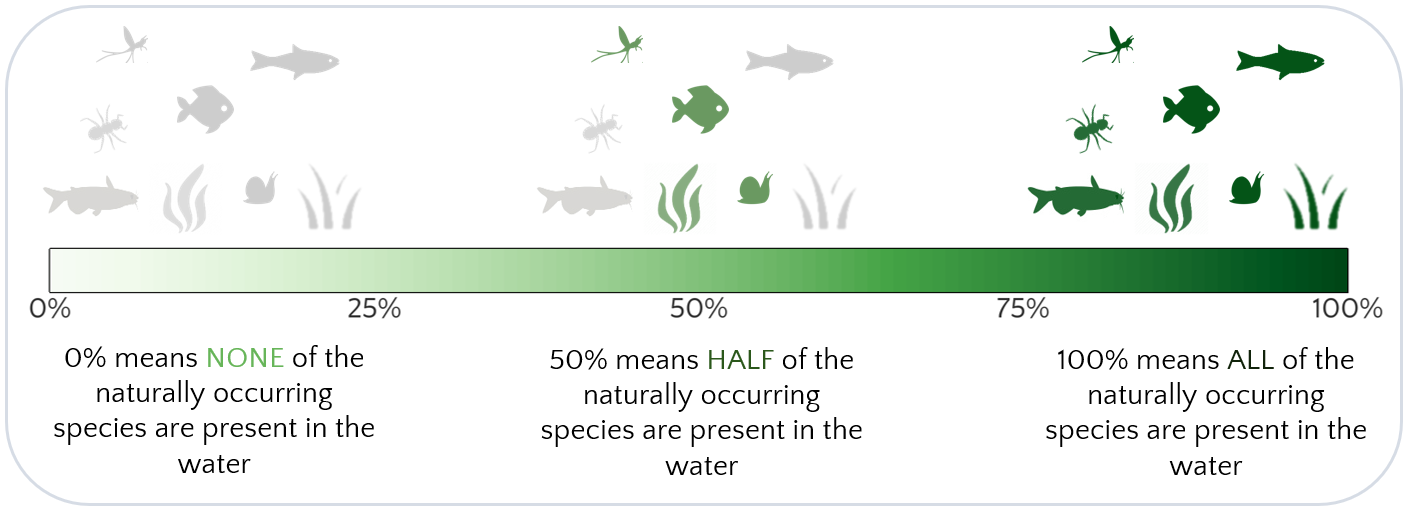 0%
25%
50%
75%
100%
0% means NONE of the
naturally occurring
species are present in the
water
50% means HALF of the
naturally occurring
species are present in the
water
100% means ALL of the
naturally occurring
species are present in the
water